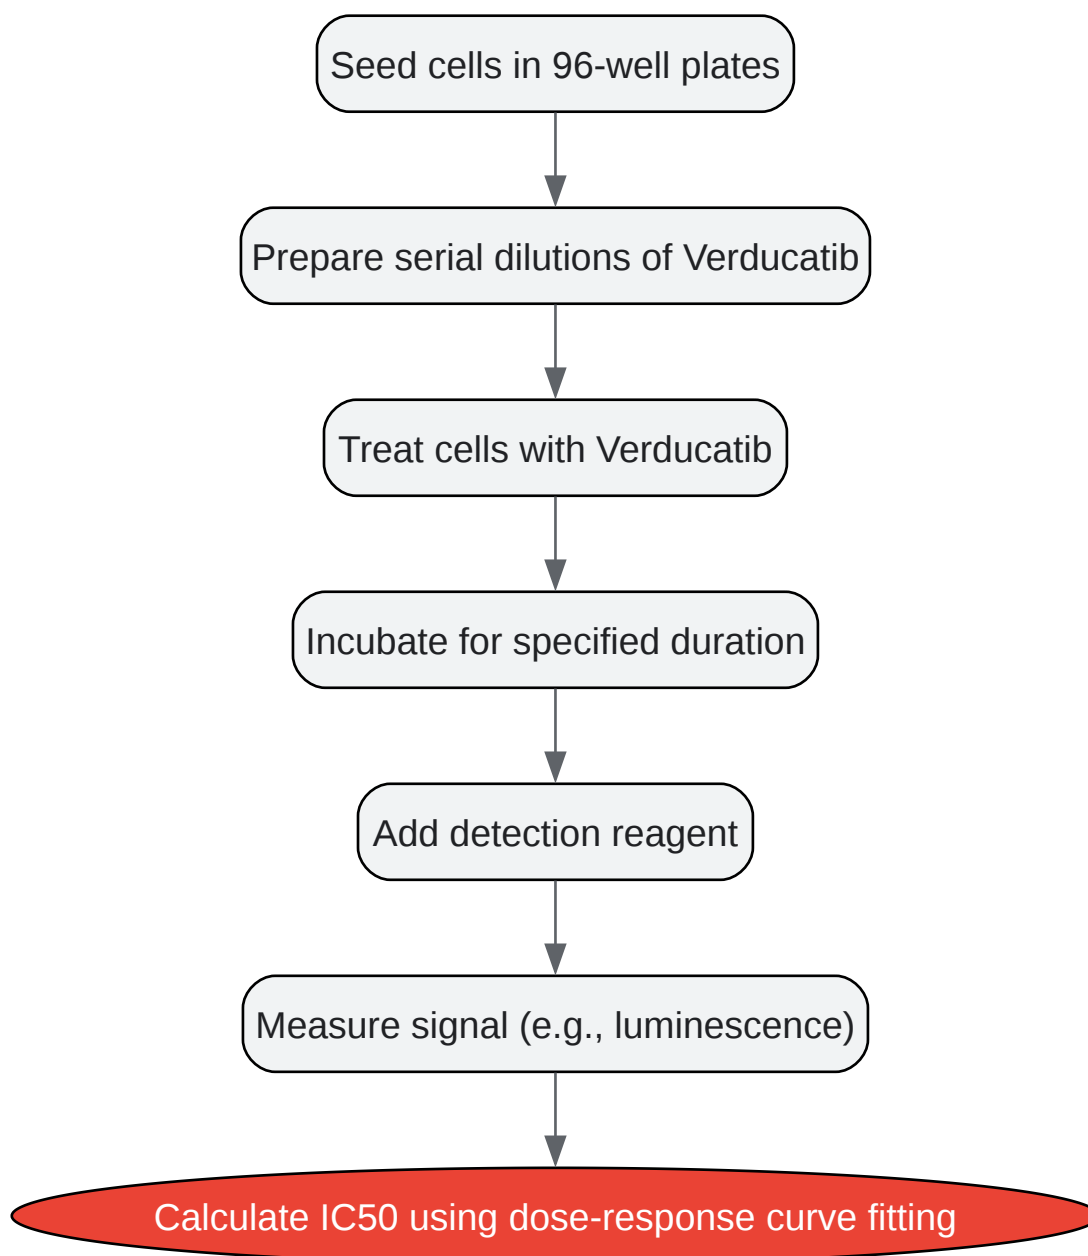 Seed cells in 96-well plates
Prepare serial dilutions of Verducatib
Treat cells with Verducatib
Incubate for specified duration
Add detection reagent
Measure signal (e.g., luminescence)
Calculate IC50 using dose-response curve fitting